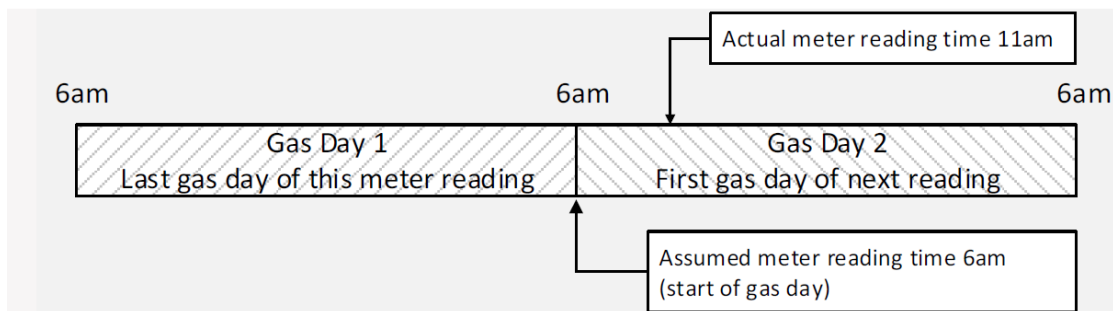 Actual meter reading time 11am
6am
6am
6am
Gas Day 1
Last gas day of this meter reading
Gas Day 2
First gas day of next reading
Assumed meter reading time 6am
(start of gas day)